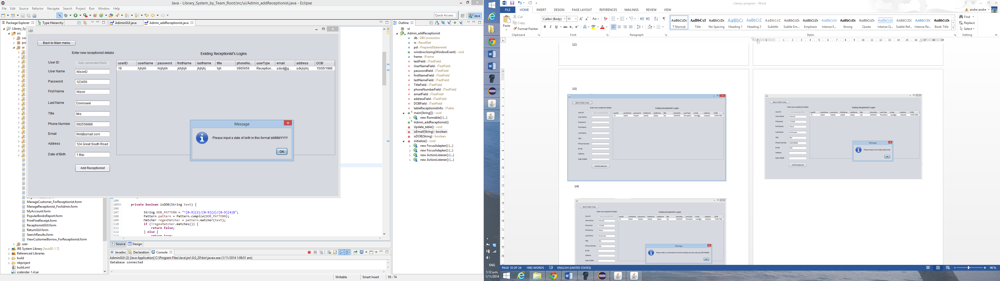 Java - Library_System_by_Team_Root/src/ui/Admin_addReceptionist.java - Eclipse
File Edit Source Refactor Navigate Search Project Run Window Help
Quick Access
Java
Package Explorer Type Hierarchy
Library_Sy
src
ui
AdiminGUI.java Admin_addReceptionist.java
Back to Main menu
Enter new receptionist details
Existing Receptionist's Logins
User ID Auto generated field
User Name AlisonD
Password 123456
First Name Alison
Last Name Donnowel
Title Mrs
Phone Number 092558888
Email llkkl@gmail.com
Address 124 Great South Road
Date of Birth 1 May
Add Receptionist
userID userName password firstName lastName title phoneNu... userType email address DOB
19 hjhjkh hkjhjkh jkhjhjh jhjhjhj hjh 0965656 Reception... sdsd@g... sdkjkjkkj 15/05/1986
Message
Please input a date of birth in this format dd/MM/YYYY
OK
104
105 private boolean isDOB(String text) {
106
107 String DOB_PATTERN = "^[0-9]{2}/[0-9]{2}/[0-9]{4}$";
108 Pattern pattern = Pattern.compile(DOB_PATTERN);
109 Matcher regexMatcher = pattern.matcher(text);
110 if (!regexMatcher.matches()) {
111 return false;
112 } else {
113 return true;
ManageCustomer_ForReceptionist.form
ManageRecepitonist_ForAdmin.form
MyAccount.form
PopularBooksReport.form
PrintFineReceipt.form
ReceptionistGUI.form
ReturnGUI.form
SearchResults.form
ViewCustomerBorrow_ForReceptionist.form
user
JRE System Library [JavaSE-1.7]
Referenced Libraries
build
nbproject
build.xml
jcalendar-1.4.jar
Source Design
Javadoc Declaration Console
AdiminGUI (2) [Java Application] C:\Program Files\Java\jre1.8.0_20\bin\javaw.exe (1/11/2014 1:08:01 am)
Database connected
Writable Smart Insert 95 : 74
Outline
ui
Admin_addReceptionist
db : DBConnection
rs : ResultSet
pst : PreparedStatement
windowclosing(WindowEvent) : void
frame : JFrame
textField : JTextField
UserNameField : JTextField
passwordfield : JTextField
firstNameField : JTextField
lastNameField : JTextField
TitleField : JTextField
phoneNumberField : JTextField
emailField : JTextField
addressField : JTextField
DOBField : JTextField
tableReceptionistInfo : JTable
main(String[]) : void
new Runnable() {...}
Admin_addReceptionist()
Update_table() : void
isEmail(String) : boolean
isDOB(String) : boolean
initialize() : void
new FocusAdapter() {...}
new FocusAdapter() {...}
new ActionListener() {...}
new ActionListener() {...}
ENG
1:12 a.m.
1/11/2014
Library program - Word
andre andre
FILE HOME INSERT DESIGN PAGE LAYOUT REFERENCES MAILINGS REVIEW VIEW
Paste
Cut
Copy
Format Painter
Clipboard
Calibri (Body) 11
Font
Paragraph
¶ Normal Title No Spacing Heading 1 Heading 2 Subtitle Subtle Em... Emphasis Intense E... Strong Quote Intense Q... Subtle Ref... Intense Re... Book Title
Styles
Find
Replace
Select
Editing
12)
13)
Back to Main menu
Enter new receptionist details
Existing Receptionist's Logins
User ID Auto generated field
User Name
Password
First Name
Last Name
Title
Phone Number
Email
Address
Date of Birth
Add Receptionist
14)
Back to Main menu
Enter new receptionist details
Existing Receptionist's Logins
User ID Auto generated field
User Name AlisonD
Password 123456
First Name Alison
Last Name Donnowel
Title Mrs
Phone Number
Email
Address
Date of Birth
Message
Please enter a correct phone number including an area code
OK
Back to Main menu
Enter new receptionist details
Existing Receptionist's Logins
User ID Auto generated field
User Name AlisonD
Password 123456
First Name Alison
Last Name Donnowel
Title Mrs
Phone Number 092558888
Email
Address
Date of Birth
Add Receptionist
Message
Please input a non-empty valid email
OK
PAGE 18 OF 24 1092 WORDS ENGLISH (UNITED STATES)
90 %